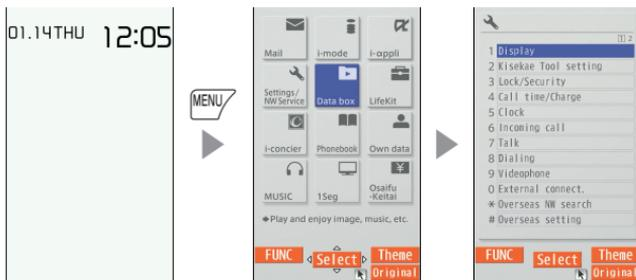 01.14THU 12:05
MENU
Mail i-mode i-αppli
Settings/
NW Service Data box LifeKit
i-concier Phonebook Own data
MUSIC 1Seg Osaifu
-Keitai
Play and enjoy image, music, etc.
FUNC Select Theme
Original
1 2
1 Display
2 Kisekae Tool setting
3 Lock/Security
4 Call time/Charge
5 Clock
6 Incoming call
7 Talk
8 Dialing
9 Videophone
0 External connect.
* Overseas NW search
# Overseas setting
FUNC Select Theme
Original